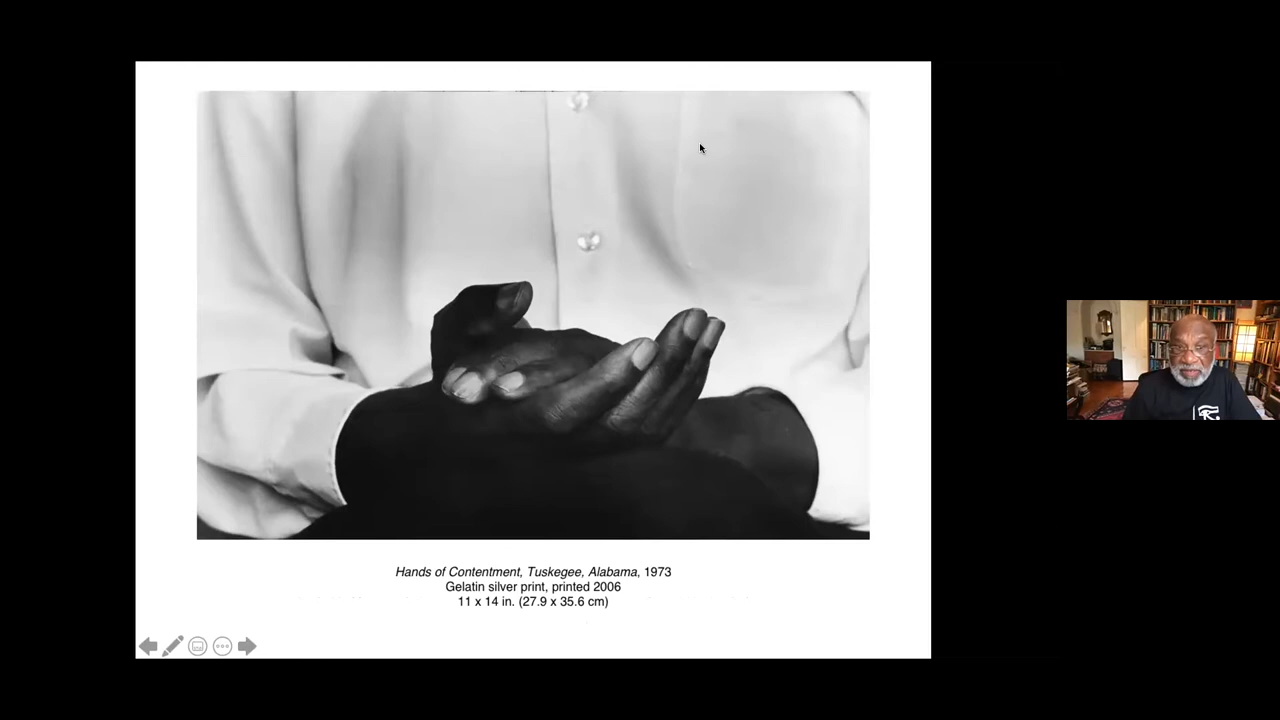 Hands of Contentment, Tuskegee, Alabama, 1973
Gelatin silver print, printed 2006
11 x 14 in. (27.9 x 35.6 cm)